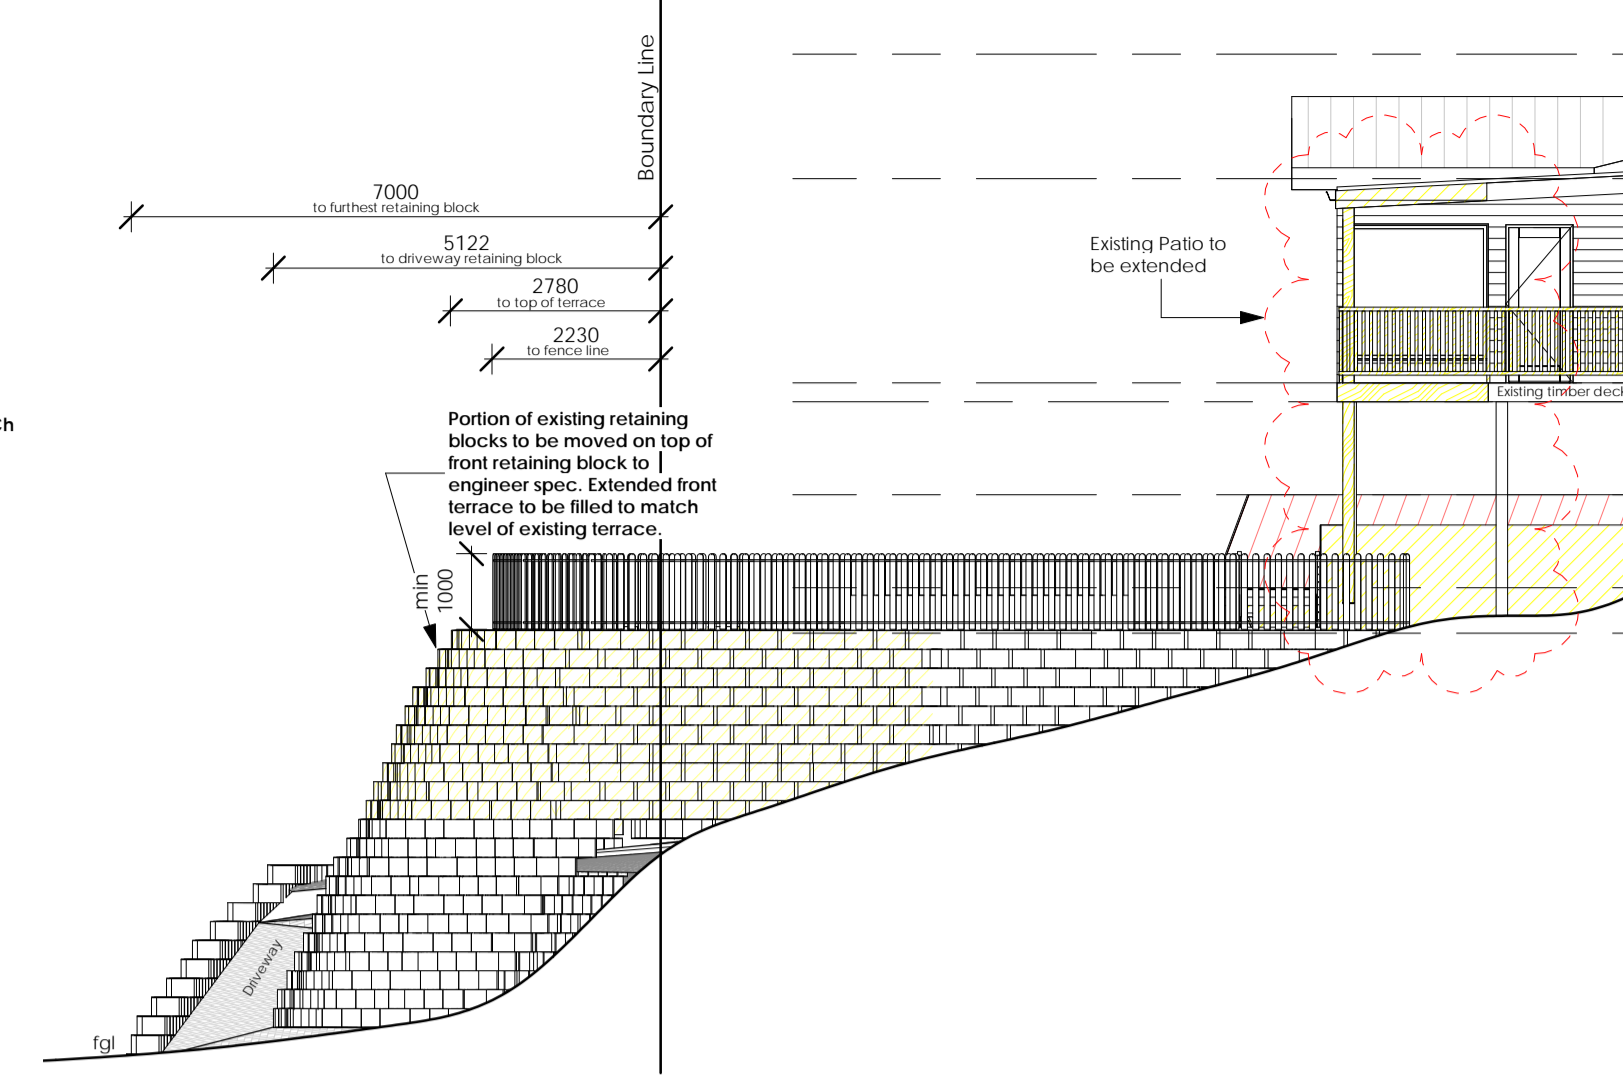 Boundary Line
7000
to furthest retaining block
5122
to driveway retaining block
2780
to top of terrace
2230
to fence line
Existing Patio to
be extended
Existing timber deck
Portion of existing retaining
blocks to be moved on top of
front retaining block to
engineer spec. Extended front
terrace to be filled to match
level of existing terrace.
min
1000
Driveway
fgl